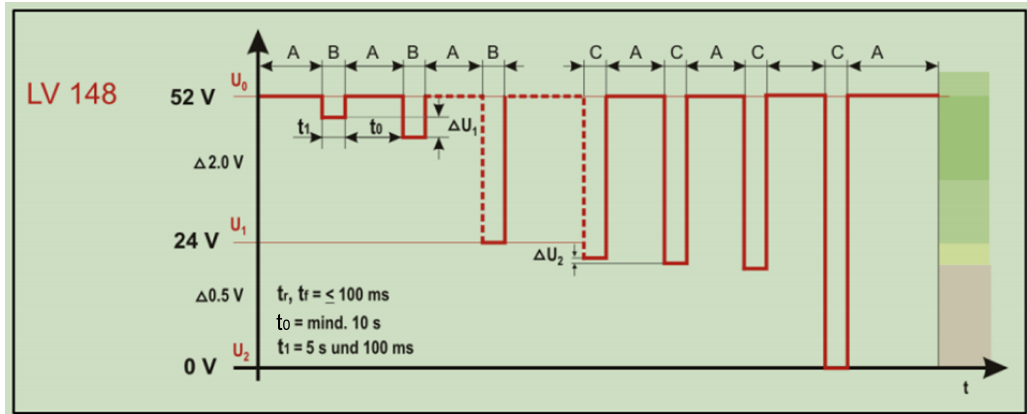 A B A B A B C A C A C C A
LV 148
U₀
52 V
t₁ t₀ ΔU₁
Δ2.0 V
U₁
24 V
ΔU₂
Δ0.5 V
tr, tf = ≤ 100 ms
t₀ = mind. 10 s
t₁ = 5 s und 100 ms
U₂
0 V
t